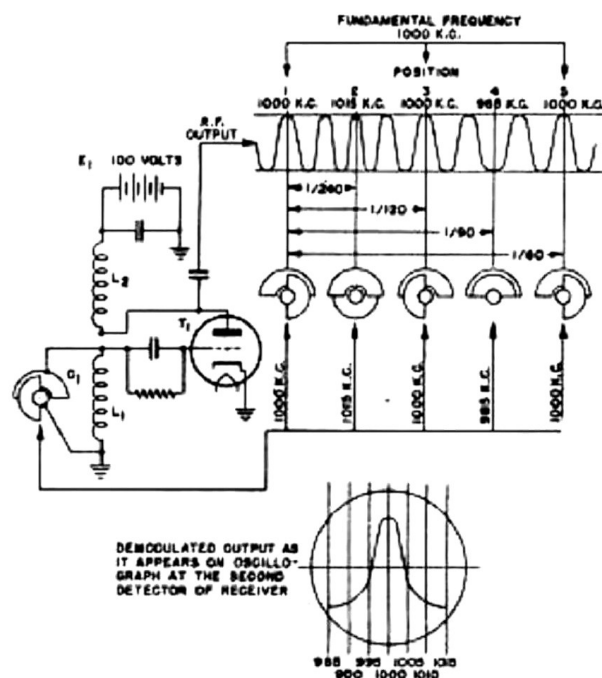 FUNDAMENTAL FREQUENCY
1000 K.C.
POSITION
1 2 3 4 5
1000 K.C. 1015 K.C. 1000 K.C. 985 K.C. 1000 K.C.
R.F.
OUTPUT
E1 100 VOLTS
1/240
1/120
1/80
1/60
L2
T1
C1
L1
1000 K.C. 1015 K.C. 1000 K.C. 985 K.C. 1000 K.C.
DEMODULATED OUTPUT AS
IT APPEARS ON OSCILLO-
GRAPH AT THE SECOND
DETECTOR OF RECEIVER
985 995 1005 1015
990 1000 1010